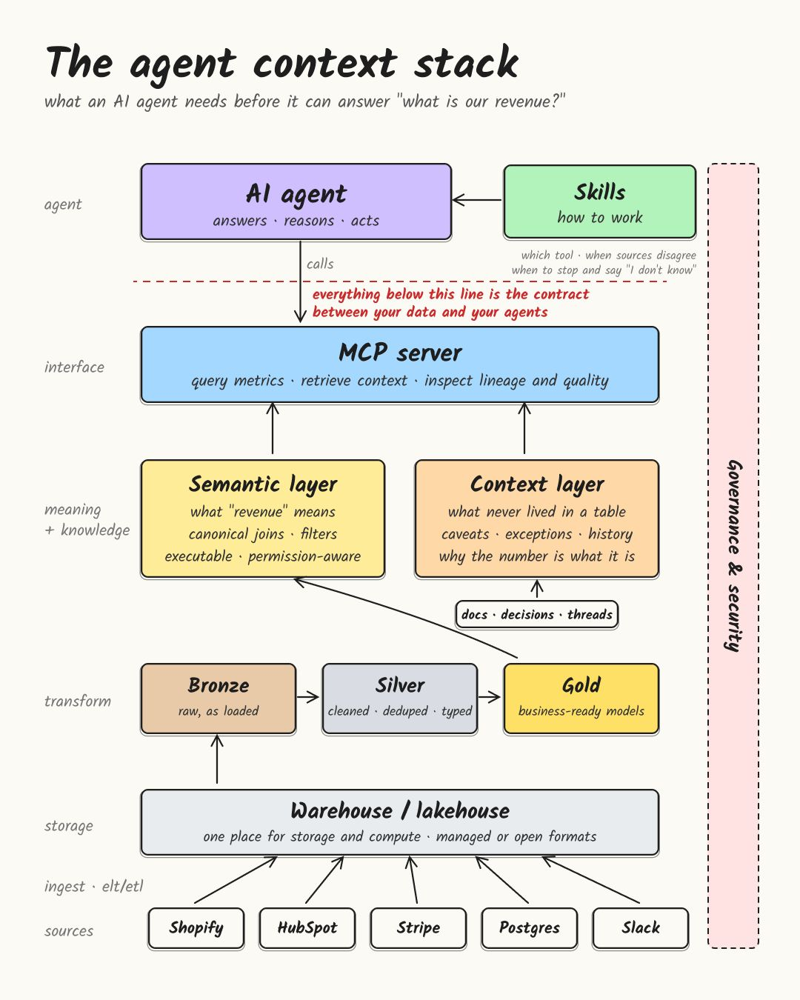 The agent context stack
what an AI agent needs before it can answer "what is our revenue?"
agent
AI agent
answers · reasons · acts
Skills
how to work
which tool · when sources disagree
when to stop and say "I don't know"
calls
everything below this line is the contract
between your data and your agents
interface
MCP server
query metrics · retrieve context · inspect lineage and quality
meaning
+ knowledge
Semantic layer
what "revenue" means
canonical joins · filters
executable · permission-aware
Context layer
what never lived in a table
caveats · exceptions · history
why the number is what it is
docs · decisions · threads
transform
Bronze
raw, as loaded
Silver
cleaned · deduped · typed
Gold
business-ready models
storage
Warehouse / lakehouse
one place for storage and compute · managed or open formats
ingest · elt/etl
sources
Shopify
HubSpot
Stripe
Postgres
Slack
Governance & security